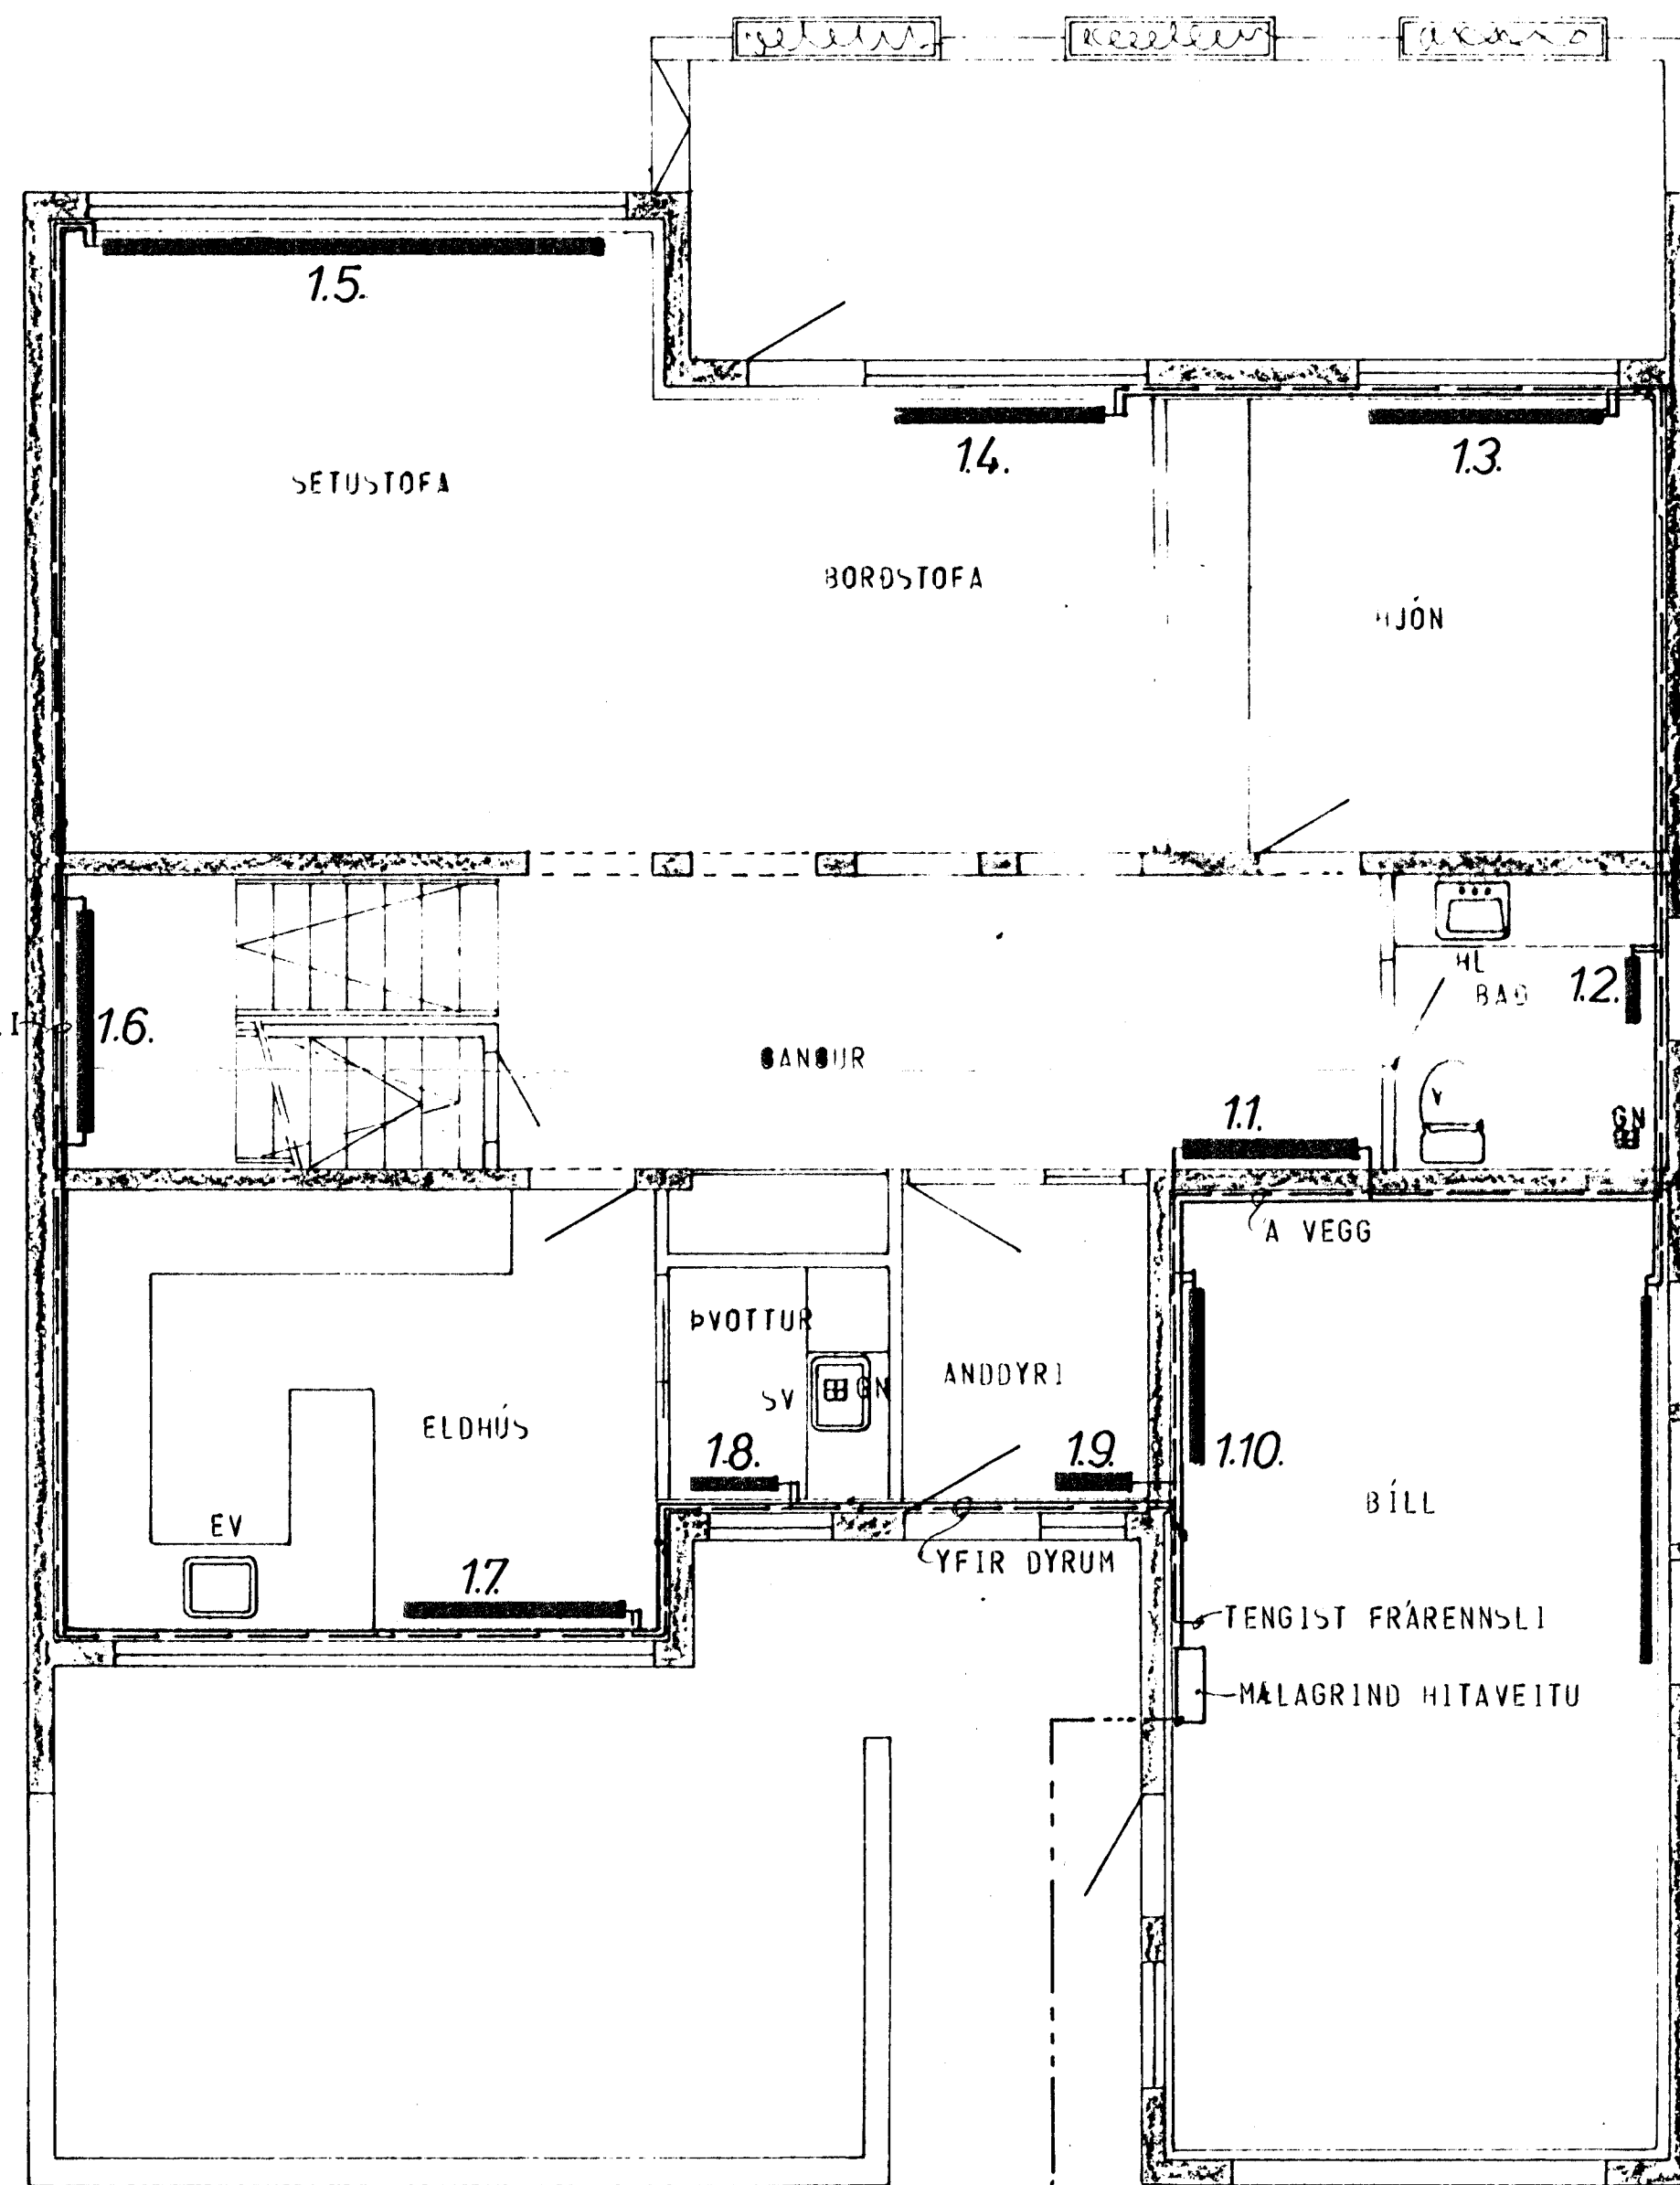 1.5.
1.4.
1.3.
SETUSTOFA
BORÐSTOFA
HJÓN
HL
BAÐ
1.2.
1.6.
GANGUR
1.1.
V
GN
Á VEGG
ÞVOTTUR
SV
GN
ANDDYRI
ELDHÚS
1.8.
1.9.
1.10.
BÍLL
EV
1.7.
YFIR DYRUM
TENGIST FRÁRENNSLI
MÆLAGRIND HITAVEITU